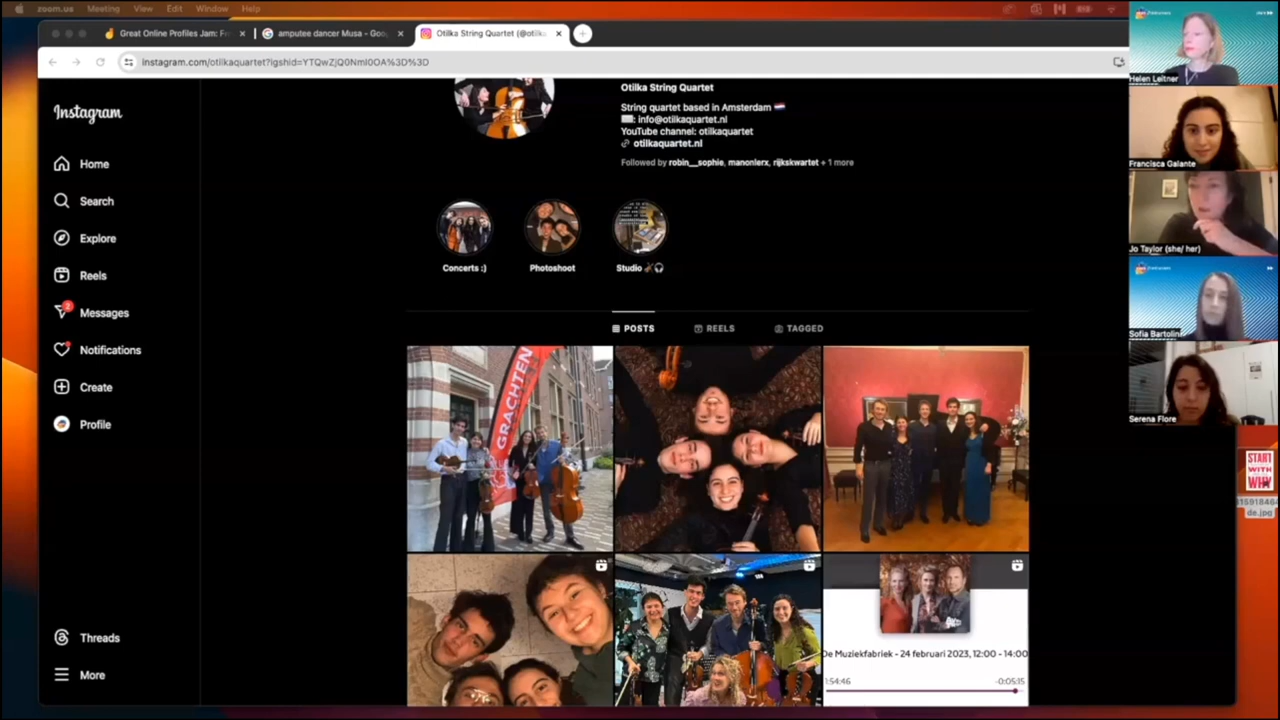 zoom.us Meeting View Edit Window Help
Great Online Profiles Jam: Fe
amputee dancer Musa - Goo
Otilka String Quartet (@otilka
instagram.com/otilkaquartet?igshid=YTQwZjQ0NmI0OA%3D%3D
Instagram
Home
Search
Explore
Reels
2
Messages
Notifications
Create
Profile
Threads
More
Otilka String Quartet
String quartet based in Amsterdam
: info@otilkaquartet.nl
YouTube channel: otilkaquartet
otilkaquartet.nl
Followed by robin__sophie, manonlerx, rijkskwartet + 1 more
Concerts :)
Photoshoot
Studio
POSTS
REELS
TAGGED
GRACHTEN
De Muziekfabriek - 24 februari 2023, 12:00 - 14:00
1:54:46
-0:05:15
Helen Leitner
Francisca Galante
Jo Taylor (she/ her)
Sofia Bartolini
Serena Fiore
START
WITH
WHY
de.jpg